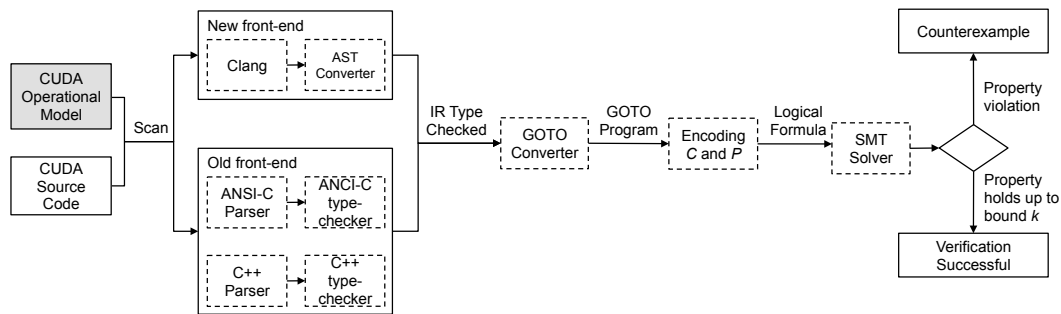 New front-end
Clang
AST
Converter
CUDA
Operational
Model
CUDA
Source
Code
Scan
Old front-end
ANSI-C
Parser
ANCI-C
type-
checker
C++
Parser
C++
type-
checker
IR Type
Checked
GOTO
Converter
GOTO
Program
Encoding
C and P
Logical
Formula
SMT
Solver
Counterexample
Property
violation
Property
holds up to
bound k
Verification
Successful